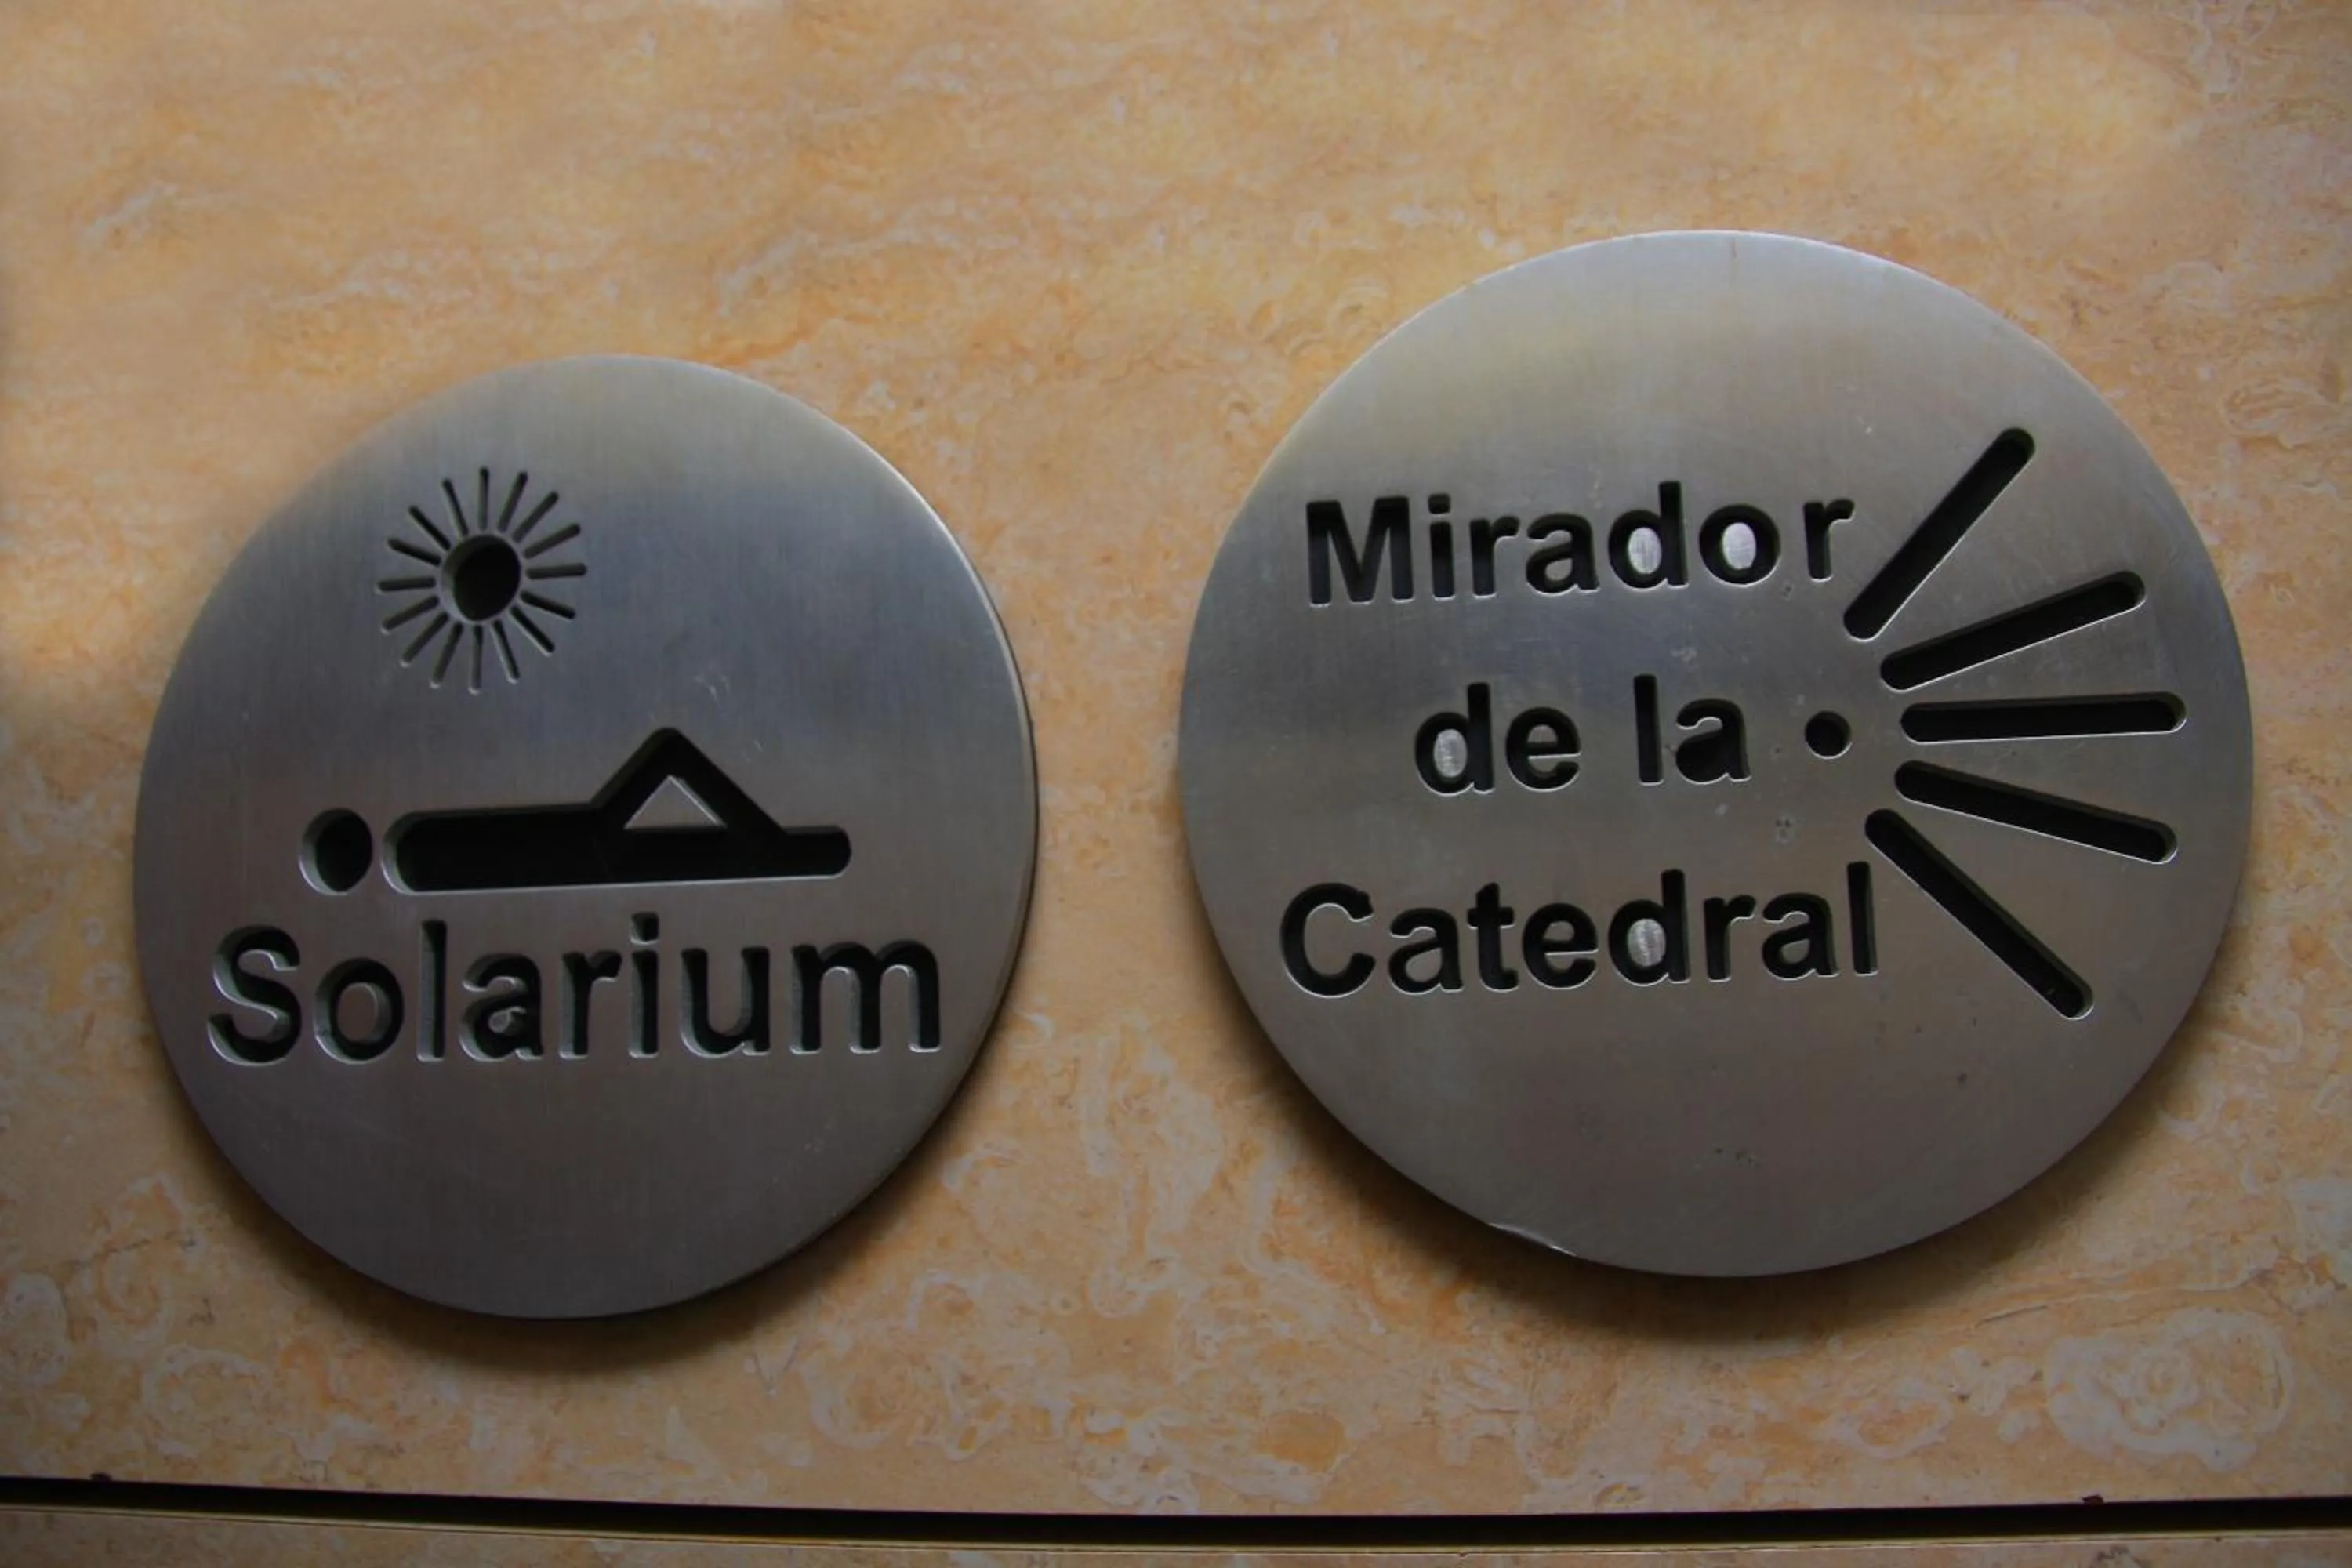 Solarium
Mirador
de la
Catedral